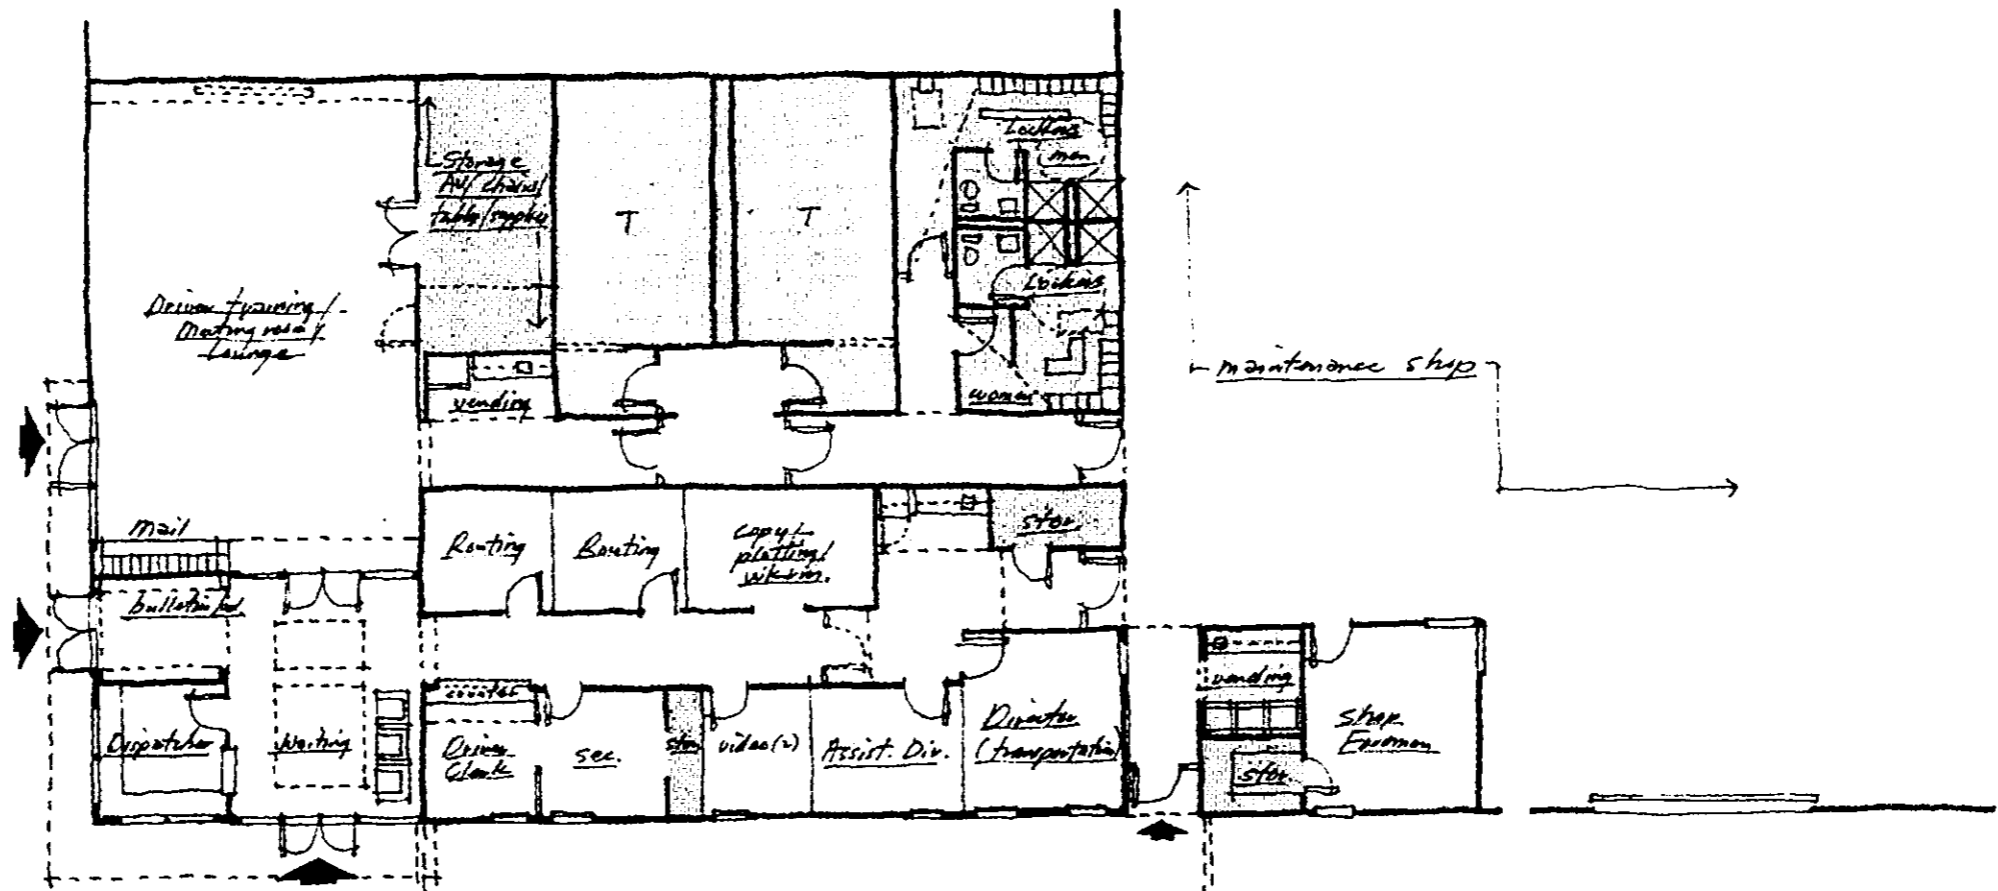 Lockers
men
Storage
AV/chairs/
table/supplies
T
T
Lockers
Driver training/
Meeting room/
Lounge
maintenance shop
vending
women
mail
stor.
Routing
Routing
copy/
plotting/
bulletin bd
counter
vending
Dispatcher
Waiting
Driver
Clerk
sec.
stor
video(2)
Assist. Dir.
Director
(transportation)
Shop
Foreman
stor.